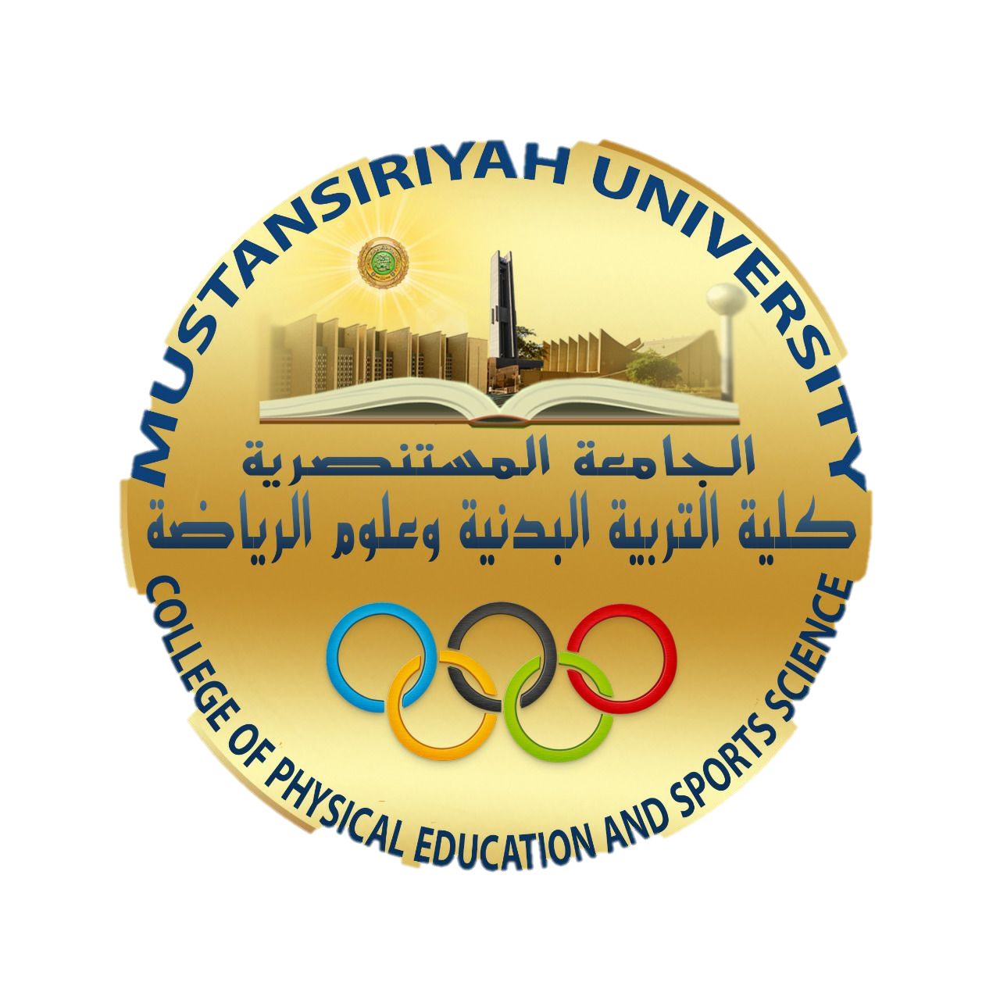 MUSTANSIRIYAH UNIVERSITY
الجامعة المستنصرية
كلية التربية البدنية وعلوم الرياضة
COLLEGE OF PHYSICAL EDUCATION AND SPORTS SCIENCE